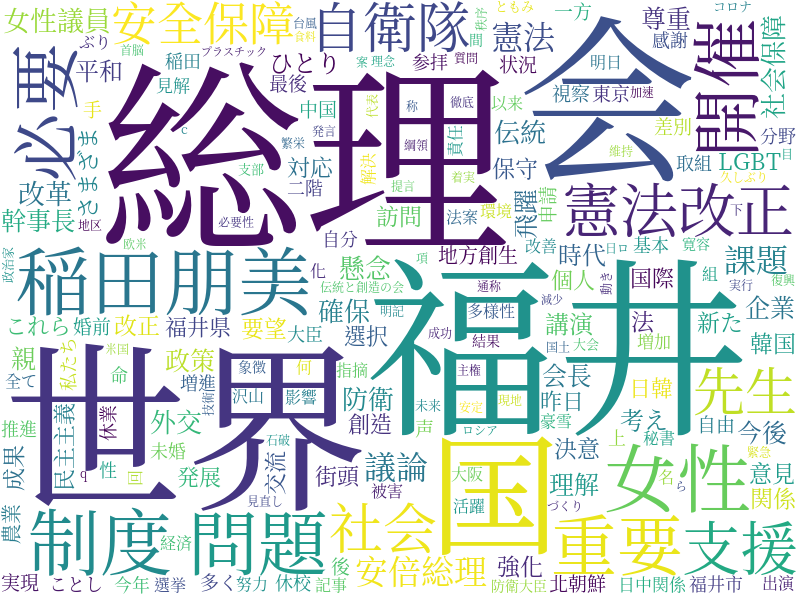 女性議員
ぶり
稲田
台風
首脳
食料
プラスチック
安全保障
自衛隊
間
秩序
ともみ
案
理念
質問
憲法
一方
尊重
感謝
コロナ
開催
社会保障
必要
さまざま
平和
見解
手
c
ひとり
最後
中国
繁栄
発言
支部
参拝
代表
称
徹底
綱領
解決
提言
着実
状況
以来
責任
伝統
保守
視察
東京
明日
加速
差別
分野
目
維持
取組
LGBT
久しぶり
総理
会
改革
幹事長
地区
必要性
対応
二階
訪問
法案
環境
飛躍
申請
憲法改正
下
欧米
政治家
自分
地方創生
改善
日ロ
時代
基本
寛容
稲田朋美
化
伝統と創造の会
懸念
項
通称
減少
個人
動き
組
国際
課題
実行
復興
これら
婚前
改正
福井県
確保
要望
大臣
選択
明記
成功
多様性
結果
国土
大会
講演
増加
法
新た
企業
韓国
親
私たち
米国
政策
象徴
何
指摘
福井
主権
会長
日韓
先生
全て
命
増進
技術
沢山
影響
防衛
未来
安定
現地
昨日
豪雪
考え
自由
今後
推進
民主主義
休業
外交
創造
声
ロシア
上
秘書
緊急
世界
成果
q
性
未婚
回
発展
石破
見直し
交流
街頭
被害
議論
国
大阪
活躍
決意
理解
づくり
名
ら
意見
関係
女性
農業
制度
経済
問題
社会
重要
支援
後
安倍総理
強化
実現
ことし
今年
選挙
多く
努力
休校
記事
北朝鮮
防衛大臣
日中関係
福井市
出演